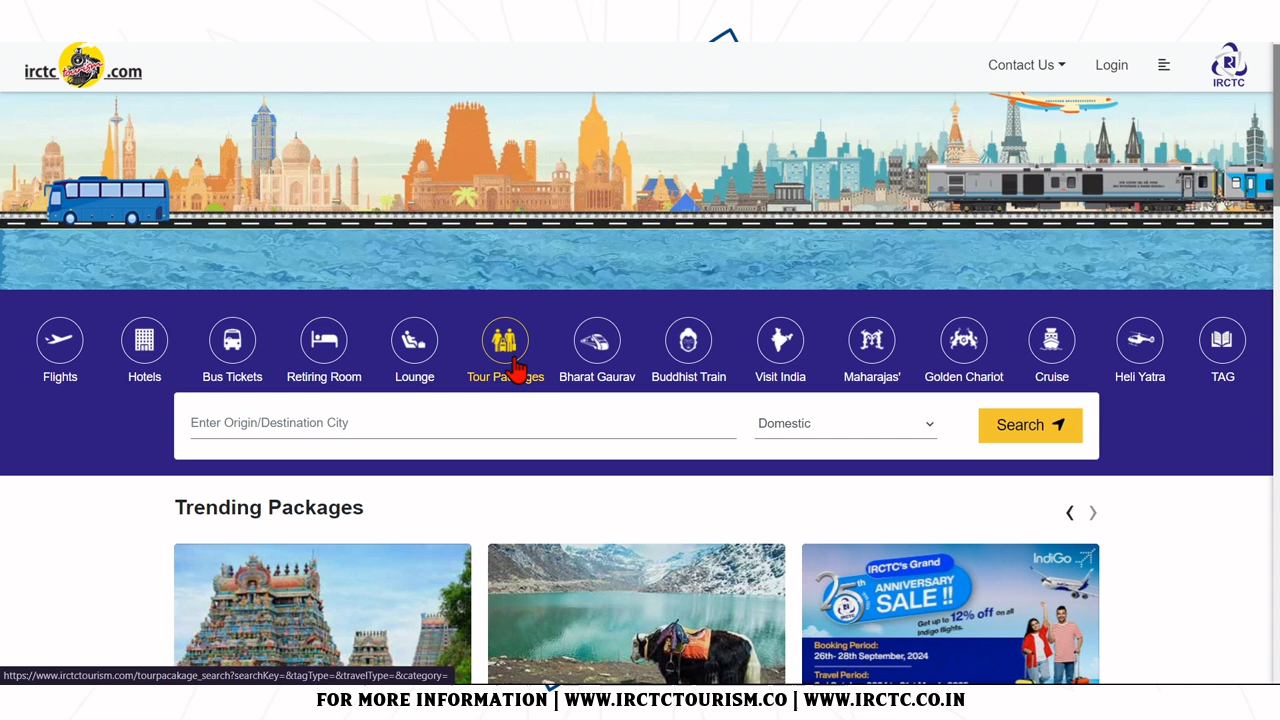 irctc tourism .com
Contact Us
Login
IRCTC
Flights
Hotels
Bus Tickets
Retiring Room
Lounge
Tour Packages
Bharat Gaurav
Buddhist Train
Visit India
Maharajas'
Golden Chariot
Cruise
Heli Yatra
TAG
Enter Origin/Destination City
Domestic
Search
Trending Packages
IndiGo
IRCTC's Grand
25th ANNIVERSARY
SALE !!
Get up to 12% off on all
Indigo flights.
Booking Period:
26th- 28th September, 2024
Travel Period:
https://www.irctctourism.com/tourpacakage_search?searchKey=&tagType=&travelType=&category=
FOR MORE INFORMATION | WWW.IRCTCTOURISM.CO | WWW.IRCTC.CO.IN